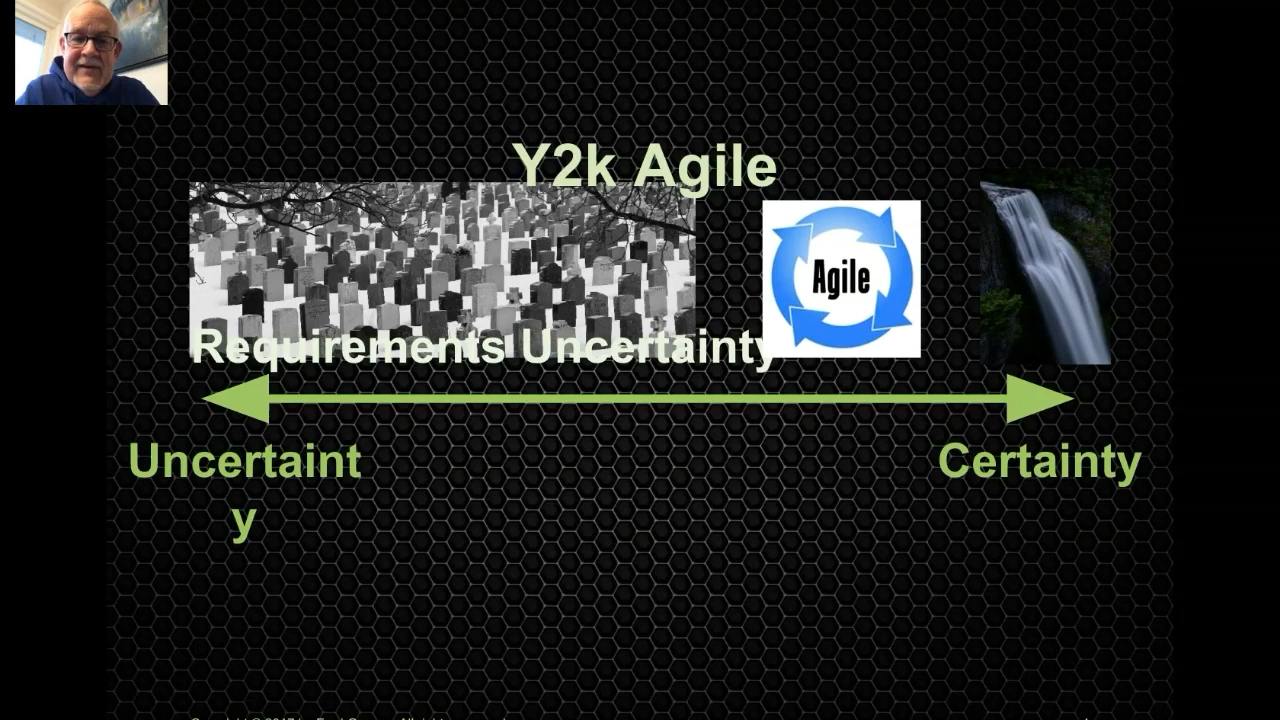 Y2k Agile
Agile
Requirements Uncertainty
Uncertaint
y
Certainty